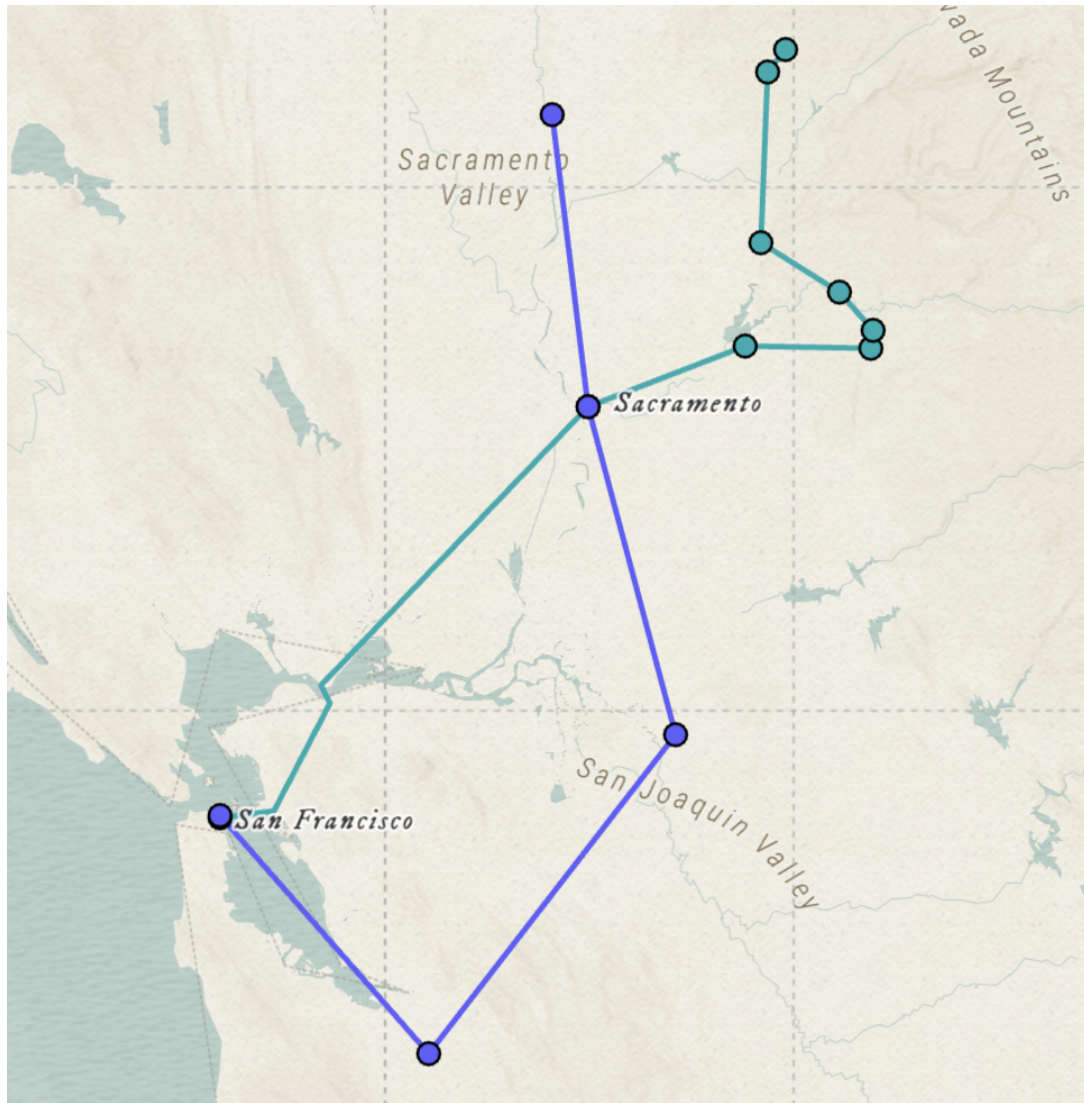 vada Mountains
Sacramento
Valley
Sacramento
San Joaquin Valley
San Francisco